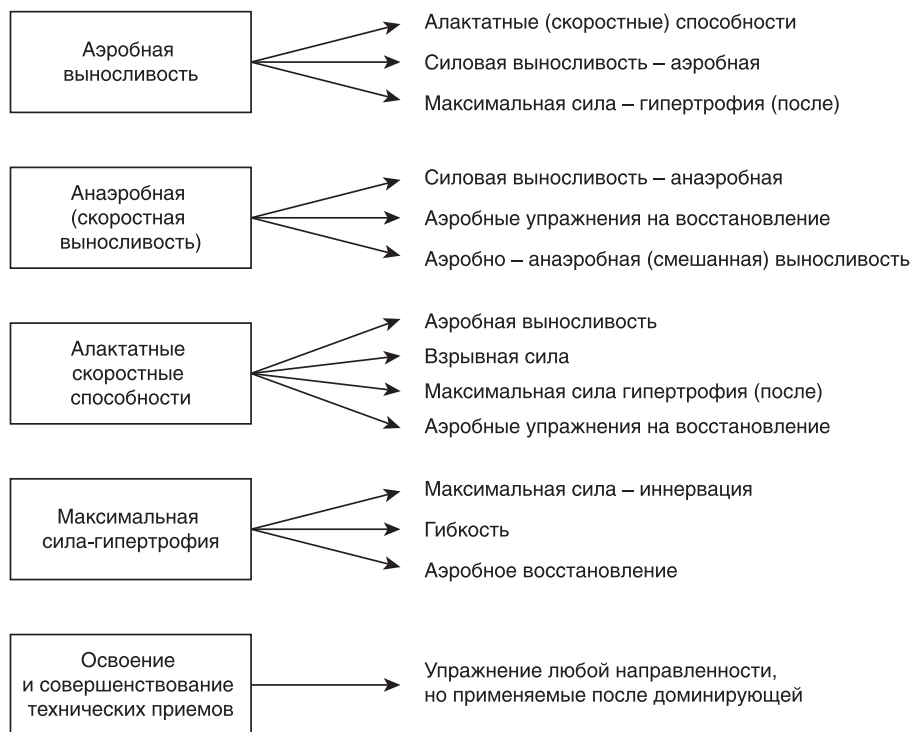 Аэробная
выносливость
Алактатные (скоростные) способности
Силовая выносливость – аэробная
Максимальная сила – гипертрофия (после)
Анаэробная
(скоростная
выносливость)
Силовая выносливость – анаэробная
Аэробные упражнения на восстановление
Аэробно – анаэробная (смешанная) выносливость
Алактатные
скоростные
способности
Аэробная выносливость
Взрывная сила
Максимальная сила гипертрофия (после)
Аэробные упражнения на восстановление
Максимальная
сила-гипертрофия
Максимальная сила – иннервация
Гибкость
Аэробное восстановление
Освоение
и совершенствование
технических приемов
Упражнение любой направленности,
но применяемые после доминирующей